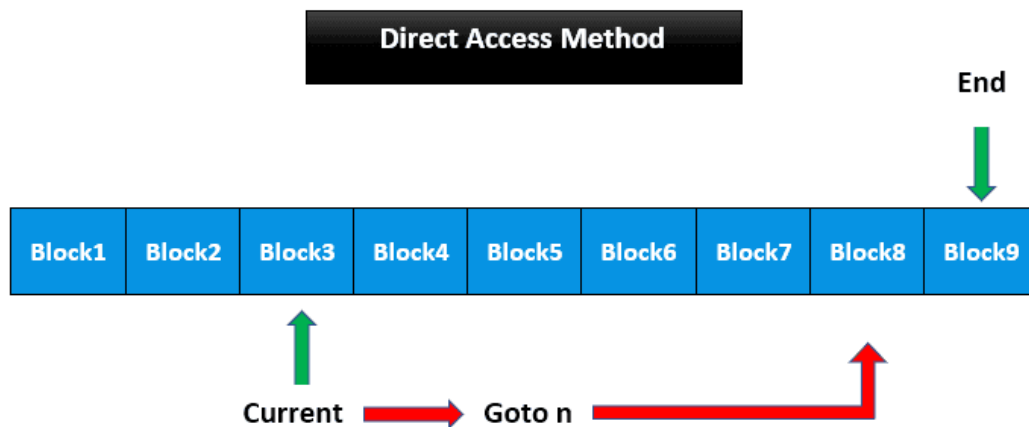 Direct Access Method
End
Block1 Block2 Block3 Block4 Block5 Block6 Block7 Block8 Block9
Current Goto n